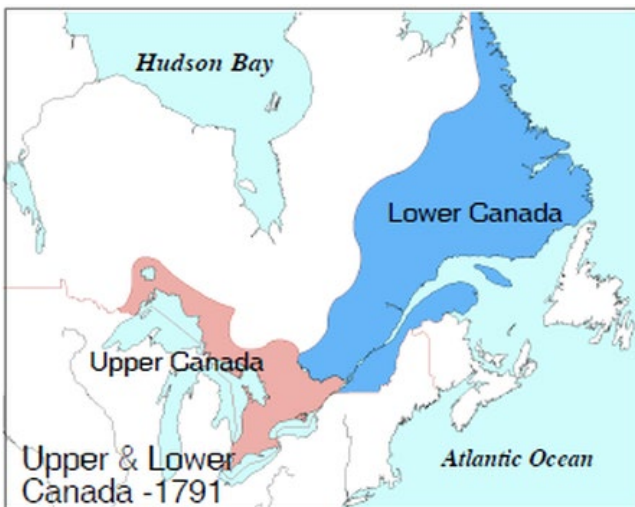 Hudson Bay
Lower Canada
Upper Canada
Upper & Lower
Canada -1791
Atlantic Ocean